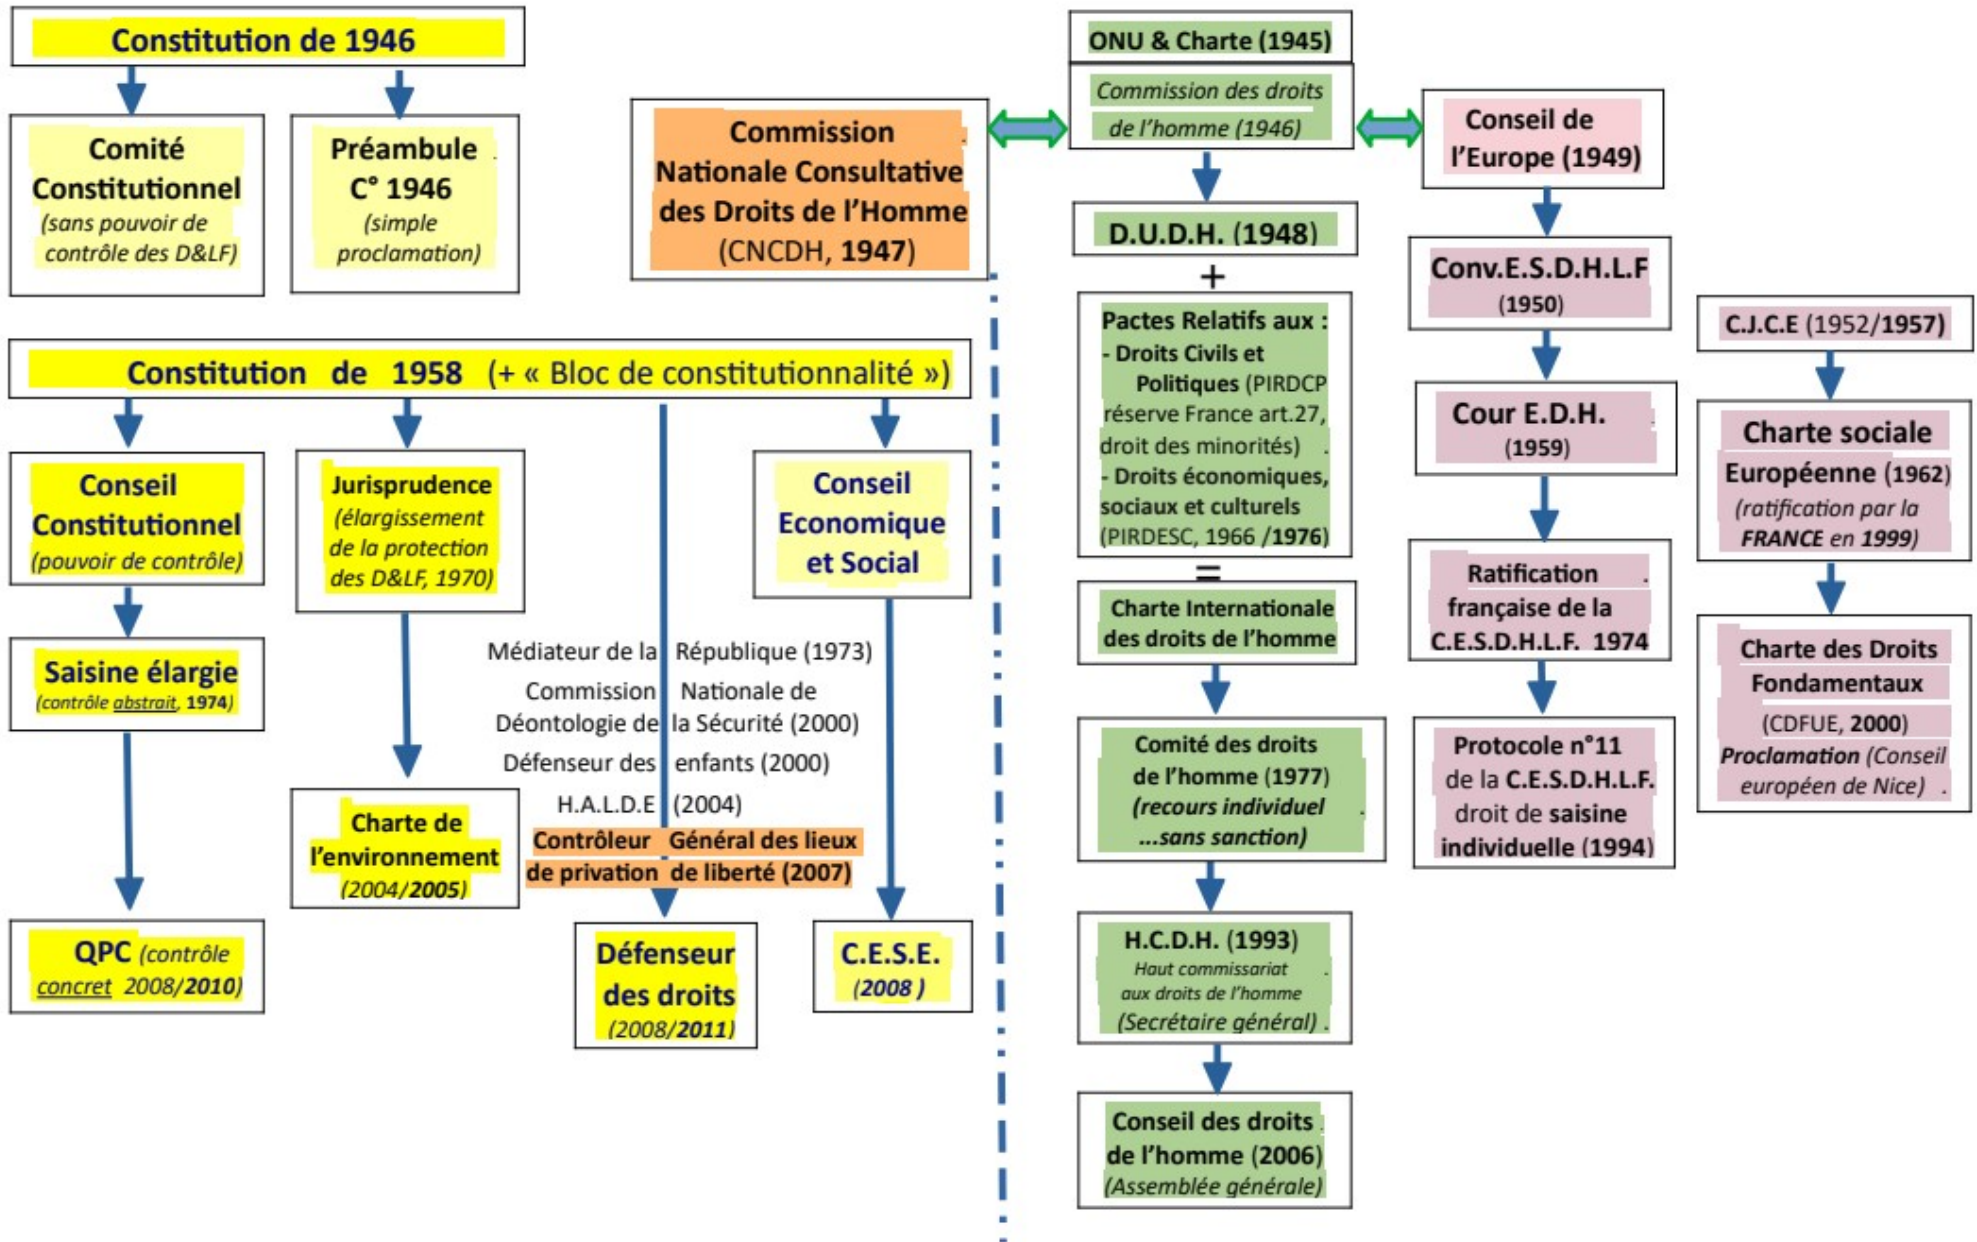 Constitution de 1946
Comité
Constitutionnel
(sans pouvoir de
contrôle des D&LF)
Préambule
C° 1946
(simple
proclamation)
Commission
Nationale Consultative
des Droits de l'Homme
(CNCDH, 1947)
Constitution de 1958 (+ « Bloc de constitutionnalité »)
Conseil
Constitutionnel
(pouvoir de contrôle)
Saisine élargie
(contrôle abstrait, 1974)
QPC (contrôle
concret 2008/2010)
Jurisprudence
(élargissement
de la protection
des D&LF, 1970)
Charte de
l'environnement
(2004/2005)
Médiateur de la République (1973)
Commission Nationale de
Déontologie de la Sécurité (2000)
Défenseur des enfants (2000)
H.A.L.D.E (2004)
Contrôleur Général des lieux
de privation de liberté (2007)
Défenseur
des droits
(2008/2011)
Conseil
Economique
et Social
C.E.S.E.
(2008 )
ONU & Charte (1945)
Commission des droits
de l'homme (1946)
D.U.D.H. (1948)
+
Pactes Relatifs aux :
- Droits Civils et
Politiques (PIRDCP
réserve France art.27,
droit des minorités) .
- Droits économiques,
sociaux et culturels
(PIRDESC, 1966 /1976)
=
Charte Internationale
des droits de l'homme
Comité des droits
de l'homme (1977)
(recours individuel .
...sans sanction)
H.C.D.H. (1993)
Haut commissariat .
aux droits de l'homme
(Secrétaire général) .
Conseil des droits .
de l'homme (2006)
(Assemblée générale)
Conseil de
l'Europe (1949)
Conv.E.S.D.H.L.F
(1950)
Cour E.D.H. .
(1959)
Ratification .
française de la
C.E.S.D.H.L.F. 1974
Protocole n°11
de la C.E.S.D.H.L.F.
droit de saisine
individuelle (1994)
C.J.C.E (1952/1957)
Charte sociale
Européenne (1962)
(ratification par la
FRANCE en 1999)
Charte des Droits
Fondamentaux
(CDFUE, 2000)
Proclamation (Conseil
européen de Nice) .